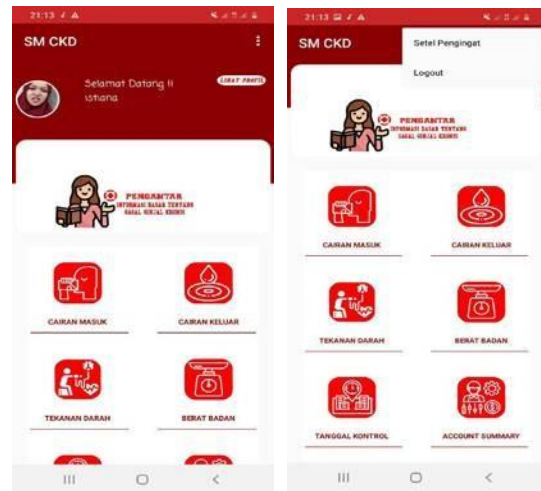 21:13
SM CKD
Selamat Datang Ii
istiana
LIHAT PROFIL
PENGANTAR
INFORMASI DASAR TENTANG
GAGAL GINJAL KRONIS
CAIRAN MASUK
CAIRAN KELUAR
TEKANAN DARAH
BERAT BADAN
21:13
SM CKD
Setel Pengingat
Logout
PENGANTAR
INFORMASI DASAR TENTANG
GAGAL GINJAL KRONIS
CAIRAN MASUK
CAIRAN KELUAR
TEKANAN DARAH
BERAT BADAN
TANGGAL KONTROL
ACCOUNT SUMMARY